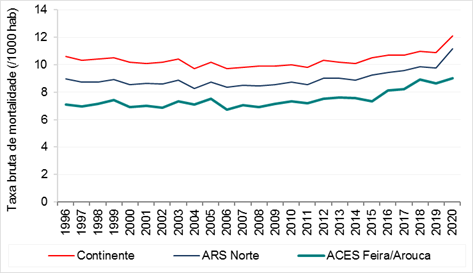 Taxa bruta de mortalidade (/1000 hab)
14
12
10
8
6
4
2
0
1996 1997 1998 1999 2000 2001 2002 2003 2004 2005 2006 2007 2008 2009 2010 2011 2012 2013 2014 2015 2016 2017 2018 2019 2020
Continente ARS Norte ACES Feira/Arouca